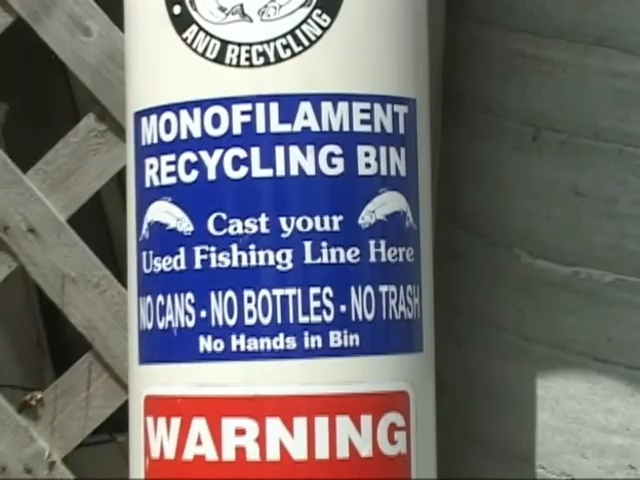 AND RECYCLING
MONOFILAMENT
RECYCLING BIN
Cast your
Used Fishing Line Here
NO CANS - NO BOTTLES - NO TRASH
No Hands in Bin
WARNING